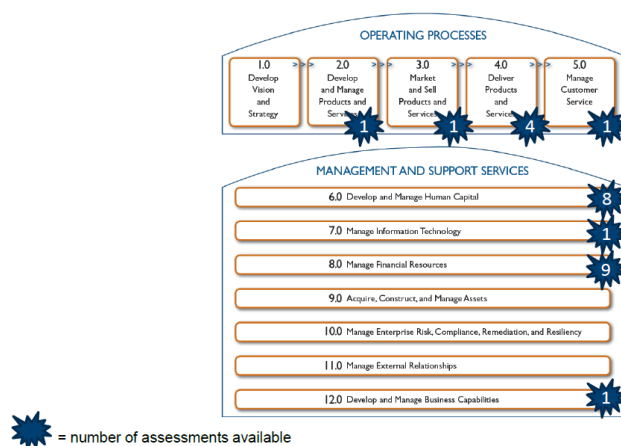 OPERATING PROCESSES
1.0 >>> 2.0 >>> 3.0 >>> 4.0 >>> 5.0
Develop
Vision
and
Strategy
Develop
and Manage
Products and
Services
1
Market
and Sell
Products and
Services
1
Deliver
Products
and
Services
4
Manage
Customer
Service
1
MANAGEMENT AND SUPPORT SERVICES
6.0 Develop and Manage Human Capital 8
7.0 Manage Information Technology 1
8.0 Manage Financial Resources 9
9.0 Acquire, Construct, and Manage Assets
10.0 Manage Enterprise Risk, Compliance, Remediation, and Resiliency
11.0 Manage External Relationships
12.0 Develop and Manage Business Capabilities 1
= number of assessments available